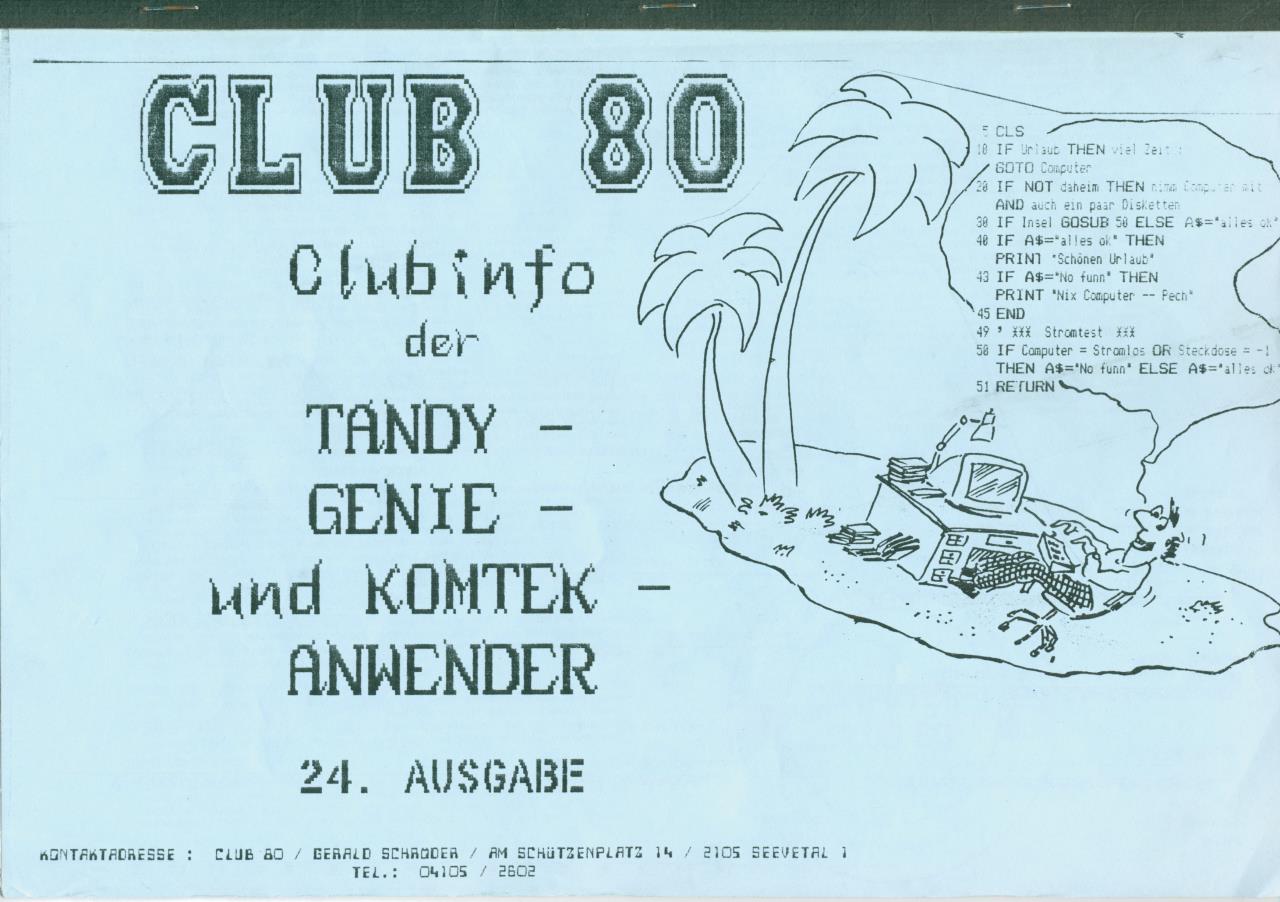 CLUB 80
Clubinfo
der
TANDY -
GENIE -
und KOMTEK -
ANWENDER
24. AUSGABE
KONTAKTADRESSE : CLUB 80 / GERALD SCHRÖDER / AM SCHÜTZENPLATZ 14 / 2105 SEEVETAL 1
TEL.: 04105 / 2602
5 CLS
10 IF Urlaub THEN viel Zeit :
GOTO Computer
20 IF NOT daheim THEN nimm Computer mit
AND auch ein paar Disketten
30 IF Insel GOSUB 50 ELSE A$="alles ok"
40 IF A$="alles ok" THEN
PRINT "Schönen Urlaub"
43 IF A$="No funn" THEN
PRINT "Nix Computer -- Pech"
45 END
49 ' *** Stromtest ***
50 IF Computer = Stromlos OR Steckdose = -1
THEN A$="No funn" ELSE A$="alles ok"
51 RETURN